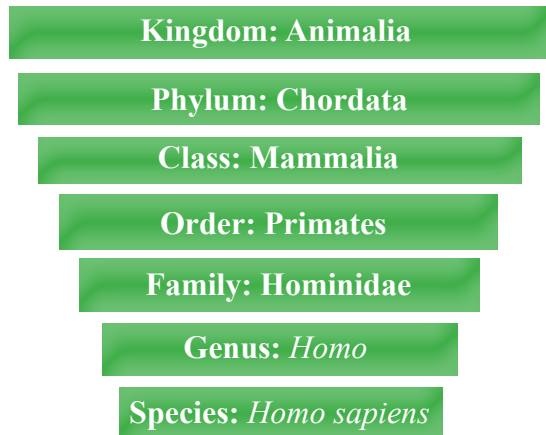 Kingdom: Animalia
Phylum: Chordata
Class: Mammalia
Order: Primates
Family: Hominidae
Genus: Homo
Species: Homo sapiens